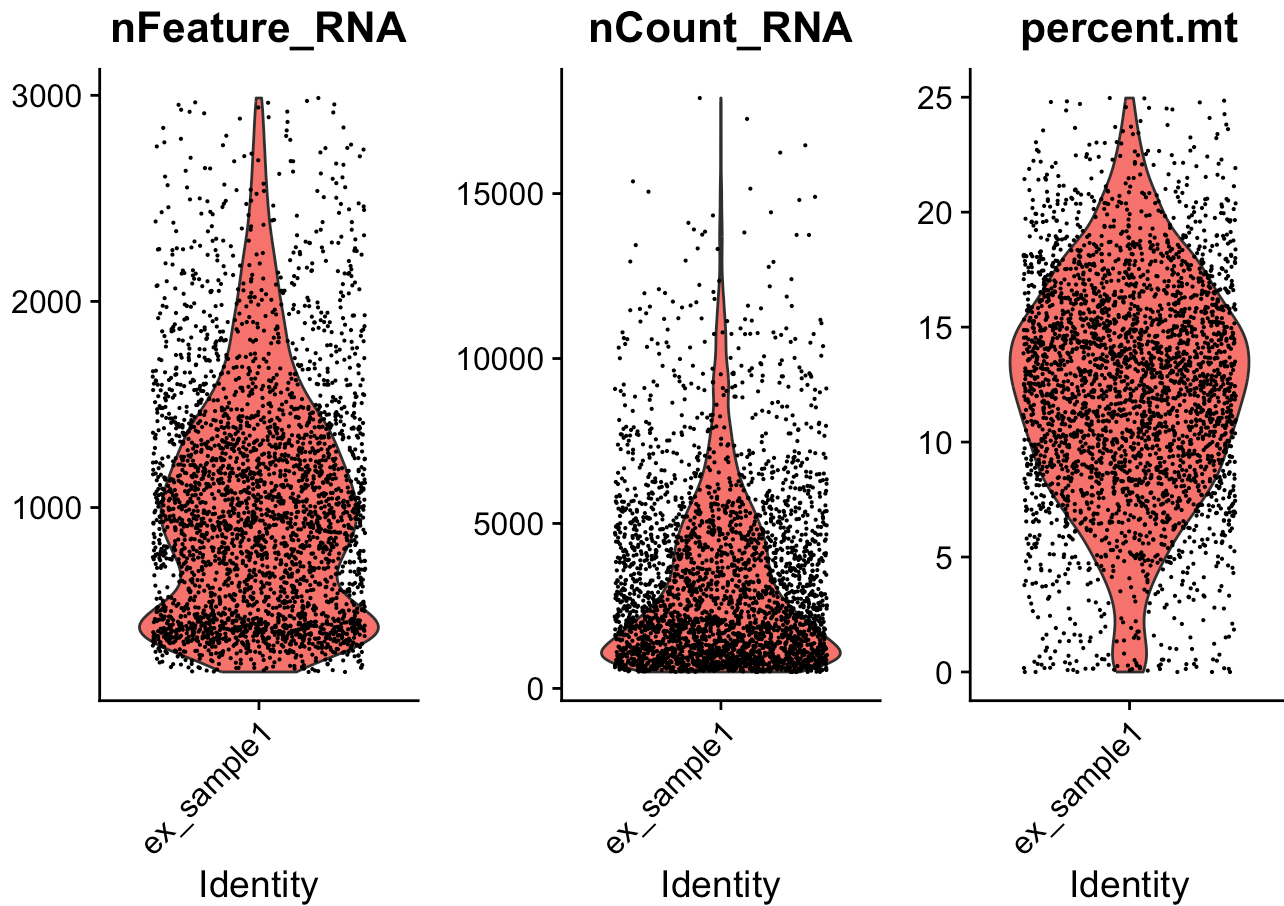 nFeature_RNA
3000
2000
1000
ex_sample1
Identity
nCount_RNA
15000
10000
5000
0
ex_sample1
Identity
percent.mt
25
20
15
10
5
0
ex_sample1
Identity